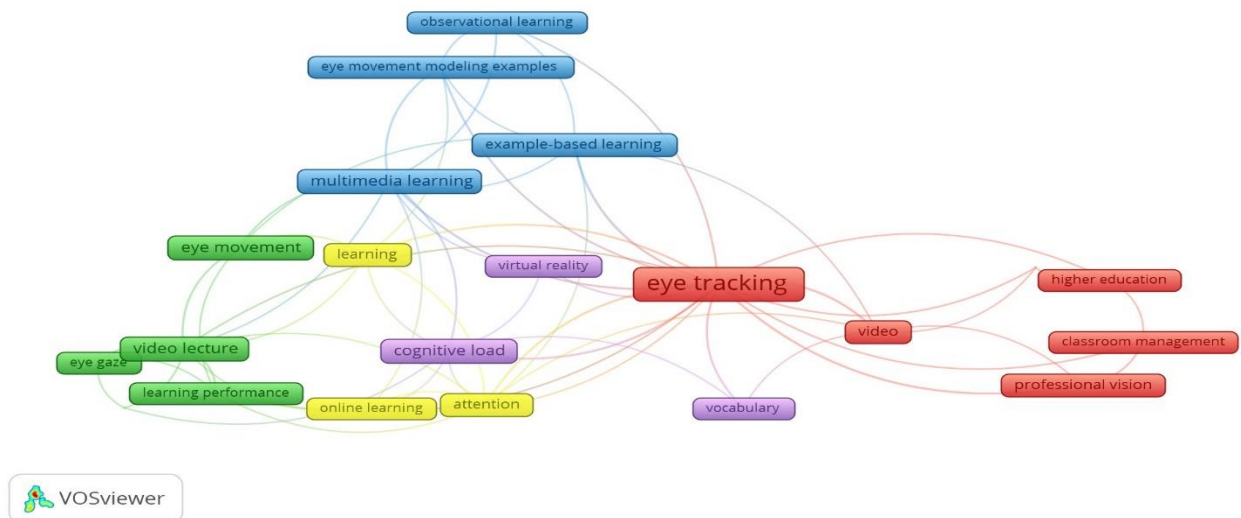 observational learning
eye movement modeling examples
example-based learning
multimedia learning
eye movement
learning
virtual reality
eye tracking
higher education
video
classroom management
video lecture
cognitive load
eye gaze
professional vision
learning performance
online learning
attention
vocabulary
VOSviewer